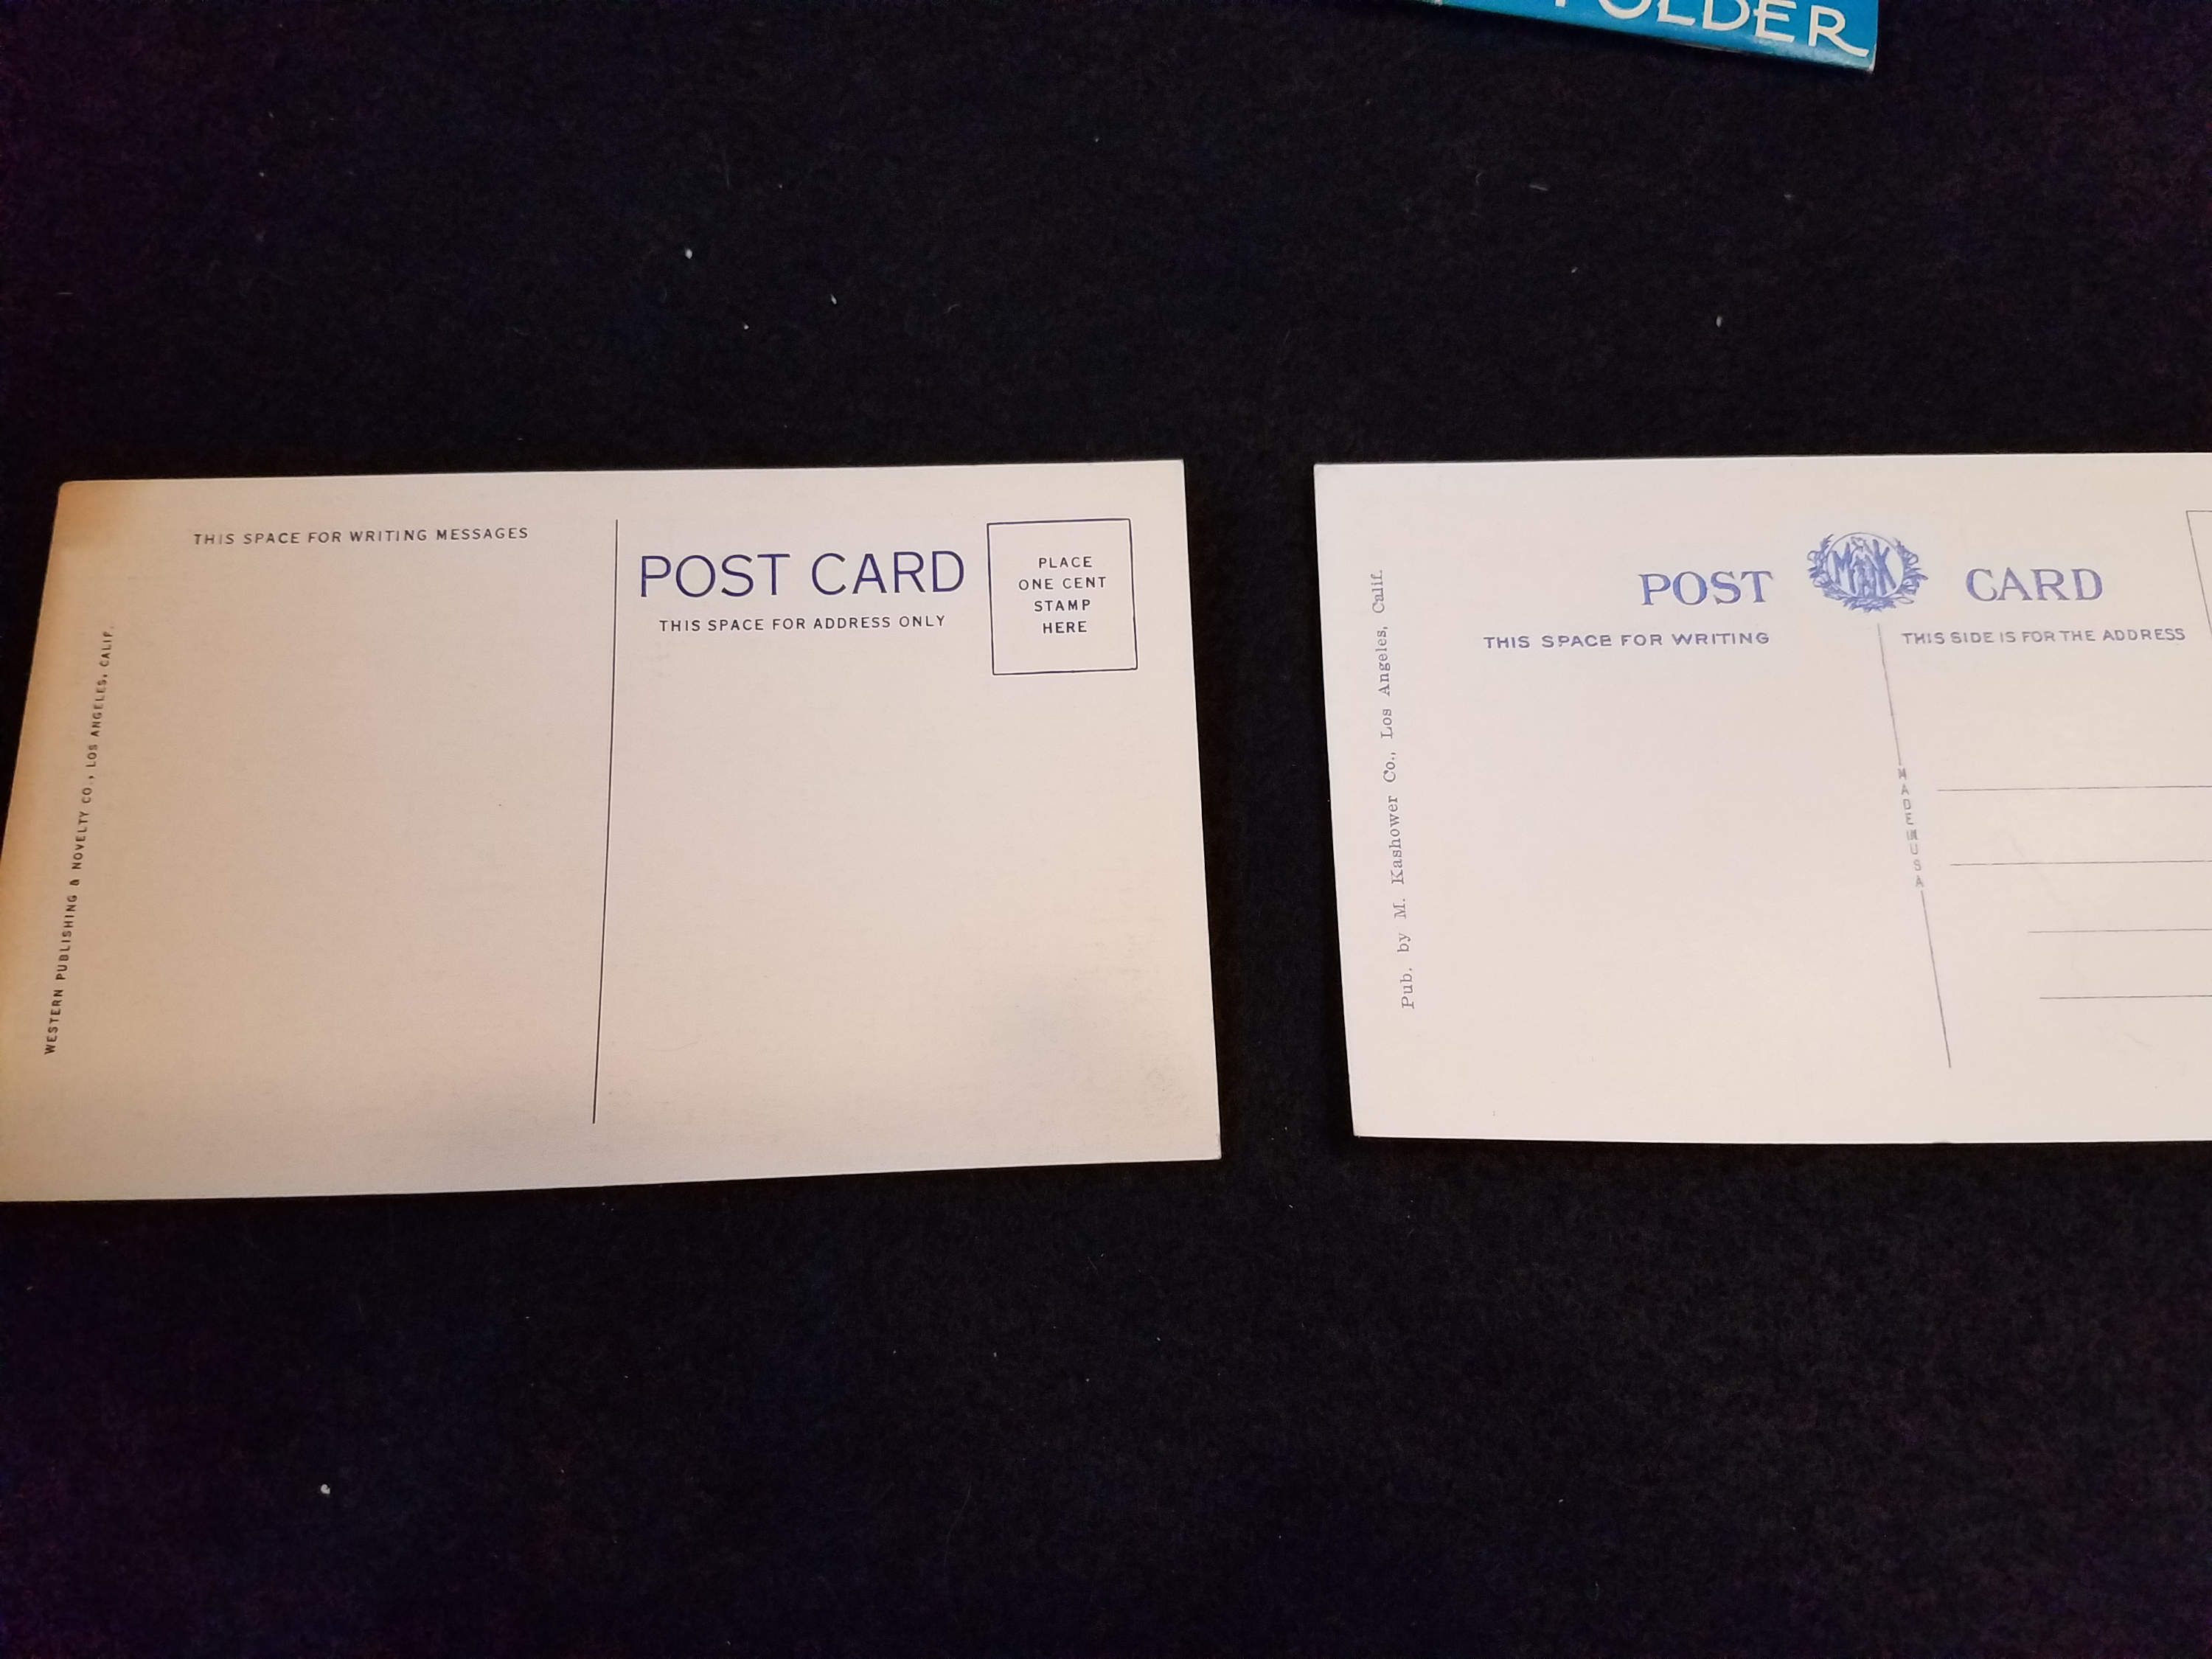 OLDER
THIS SPACE FOR WRITING MESSAGES
POST CARD
THIS SPACE FOR ADDRESS ONLY
PLACE
ONE CENT
STAMP
HERE
WESTERN PUBLISHING & NOVELTY CO., LOS ANGELES, CALIF.
POST MK CARD
THIS SPACE FOR WRITING
THIS SIDE IS FOR THE ADDRESS
Pub. by M. Kashower Co., Los Angeles, Calif.
MADE IN USA